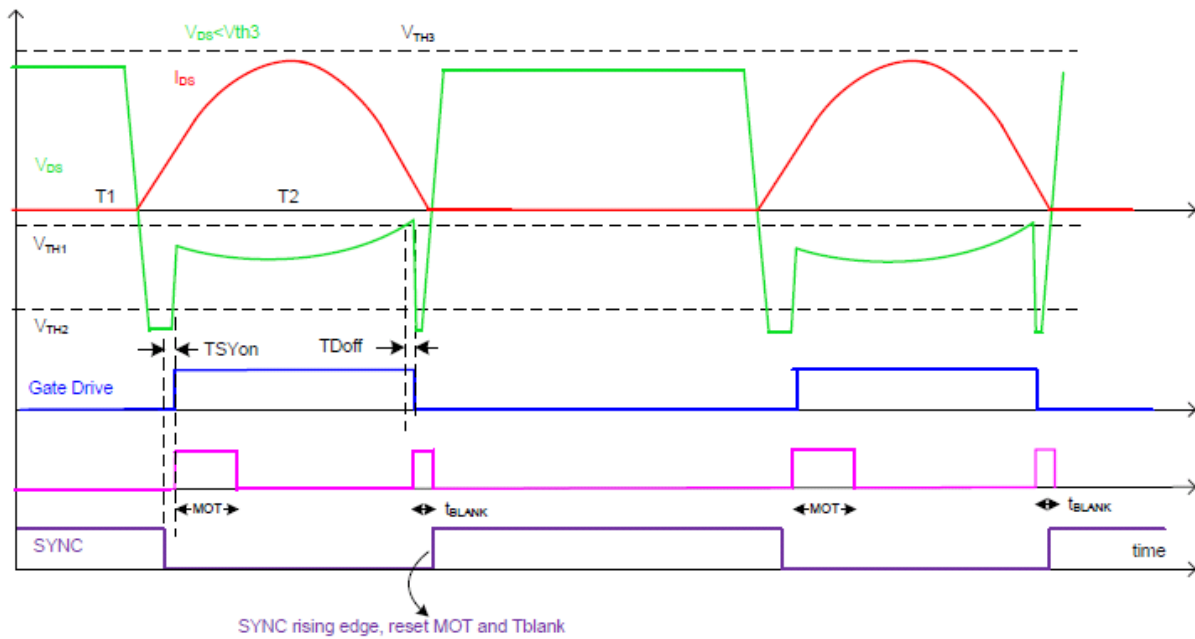 VDS<Vth3
VTH3
IDS
VDS
T1
T2
VTH1
VTH2
TSYon
TDoff
Gate Drive
MOT
tBLANK
MOT
tBLANK
SYNC
time
SYNC rising edge, reset MOT and Tblank